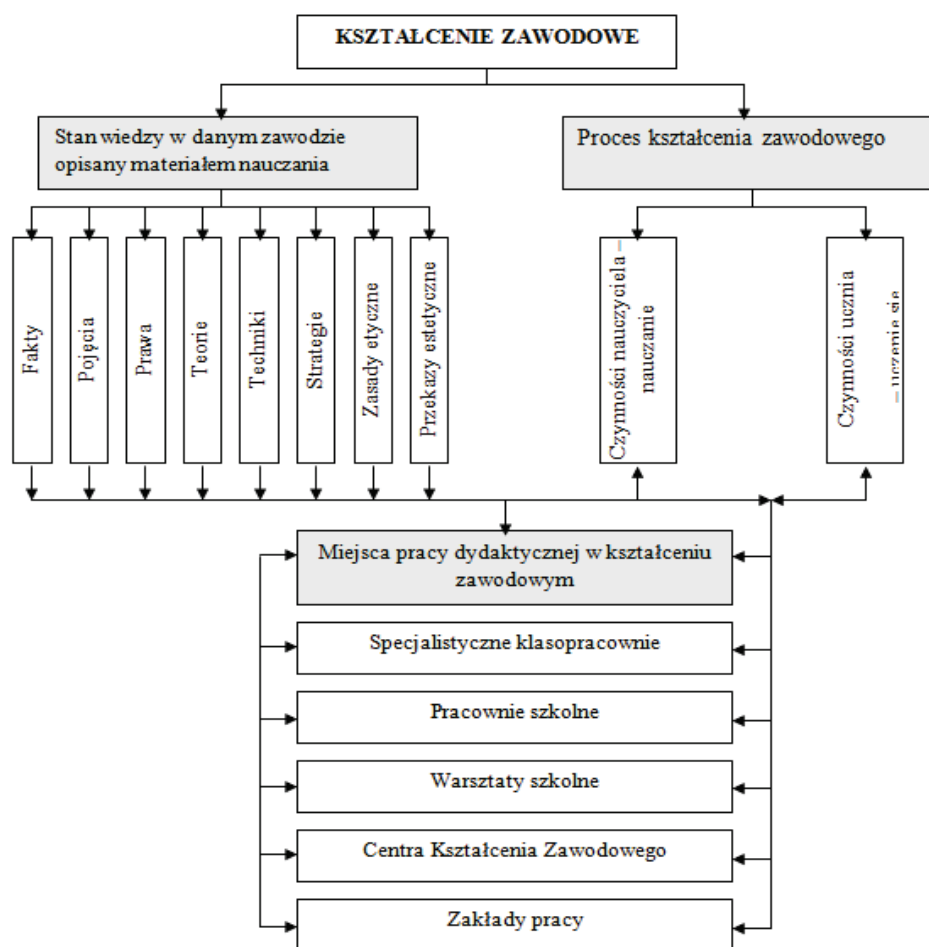 KSZTAŁCENIE ZAWODOWE
Stan wiedzy w danym zawodzie
opisany materiałem nauczania
Proces kształcenia zawodowego
Fakty
Pojęcia
Prawa
Teorie
Techniki
Strategie
Zasady etyczne
Przekazy estetyczne
Czynności nauczyciela –
nauczanie
Czynności ucznia
– uczenie się
Miejsca pracy dydaktycznej w kształceniu
zawodowym
Specjalistyczne klasopracownie
Pracownie szkolne
Warsztaty szkolne
Centra Kształcenia Zawodowego
Zakłady pracy